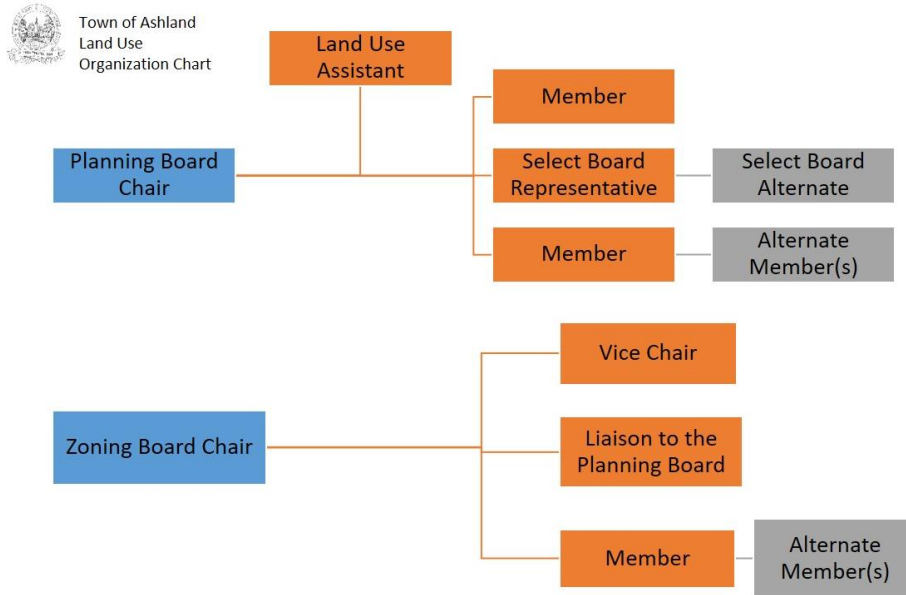 Town of Ashland
Land Use
Organization Chart
Land Use
Assistant
Member
Planning Board
Chair
Select Board
Representative
Select Board
Alternate
Member
Alternate
Member(s)
Vice Chair
Zoning Board Chair
Liaison to the
Planning Board
Member
Alternate
Member(s)